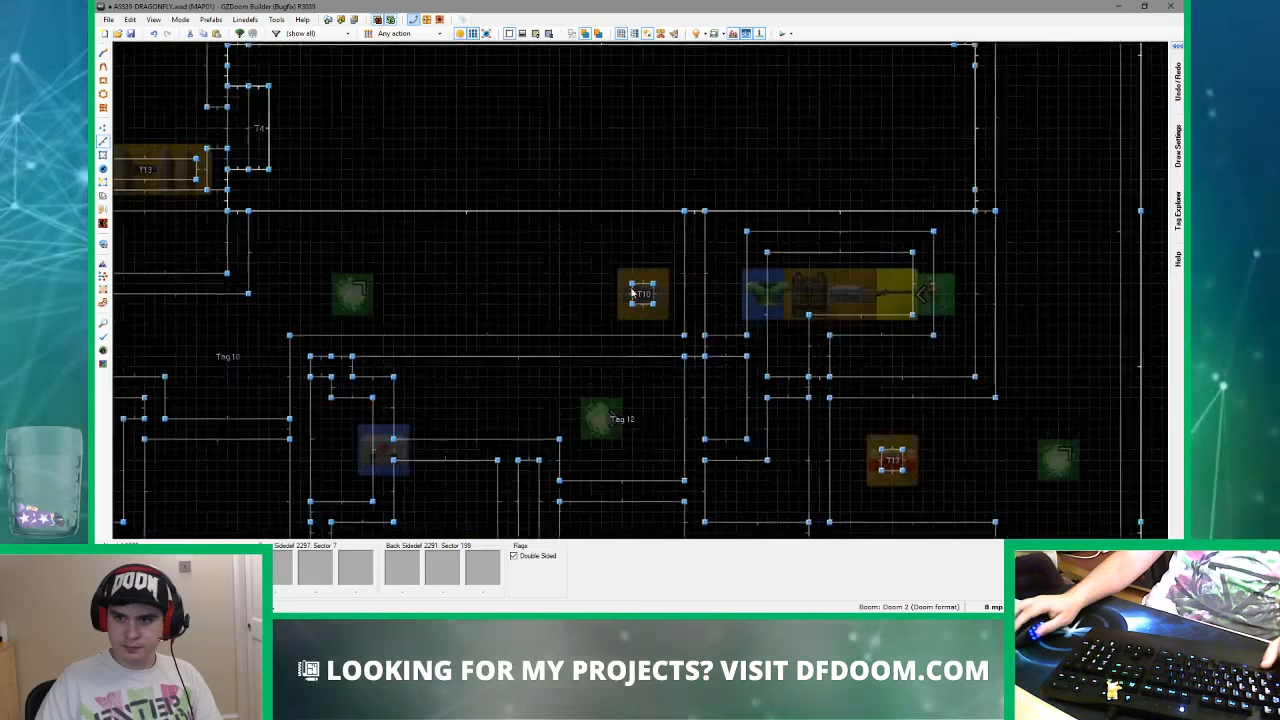 ASS39-DRAGONFLY.wad (MAP01) - GZDoom Builder (Bugfix) R3039
File Edit View Mode Prefabs Linedefs Tools Help
(show all) Any action
Undo / Redo
Draw Settings
Tag Explorer
Help
T4
T13
T10
Tag 10
Tag 12
T13
Sidedef 2297. Sector 7
Back Sidedef 2291. Sector 199
Flags
Double Sided
Boom: Doom 2 (Doom format)
8 mp
DOOM
LOOKING FOR MY PROJECTS? VISIT DFDOOM.COM